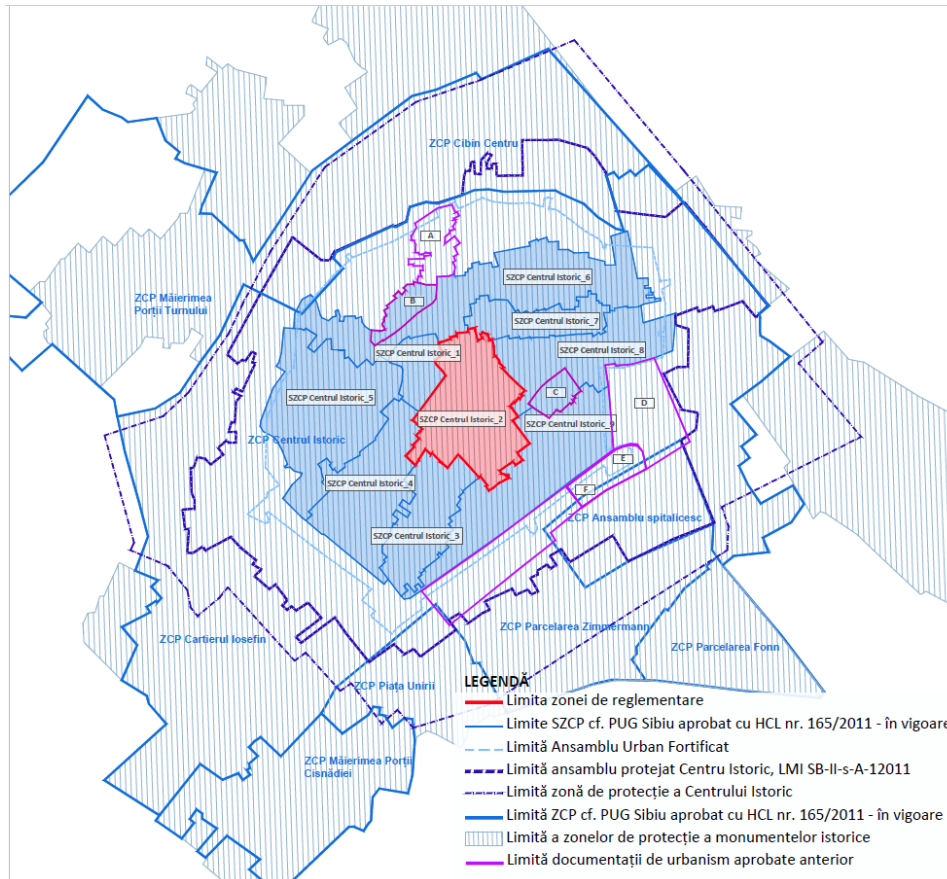 ZCP Cibin Centru
A
SZCP Centrul Istoric_6
B
ZCP Măierimea
Porții Turnului
SZCP Centrul Istoric_7
SZCP Centrul Istoric_1
SZCP Centrul Istoric_8
C
SZCP Centrul Istoric_5
D
SZCP Centrul Istoric_2
SZCP Centrul Istoric_9
ZCP Centrul Istoric
E
SZCP Centrul Istoric_4
F
ZCP Ansamblu spitalicesc
SZCP Centrul Istoric_3
ZCP Parcelarea Zimmermann
ZCP Cartierul Iosefin
ZCP Parcelarea Fonn
ZCP Piața Unirii
ZCP Măierimea Porții
Cisnădiei
LEGENDĂ
Limita zonei de reglementare
Limite SZCP cf. PUG Sibiu aprobat cu HCL nr. 165/2011 - în vigoare
Limită Ansamblu Urban Fortificat
Limită ansamblu protejat Centru Istoric, LMI SB-II-s-A-12011
Limită zonă de protecție a Centrului Istoric
Limită ZCP cf. PUG Sibiu aprobat cu HCL nr. 165/2011 - în vigoare
Limită a zonelor de protecție a monumentelor istorice
Limită documentații de urbanism aprobate anterior